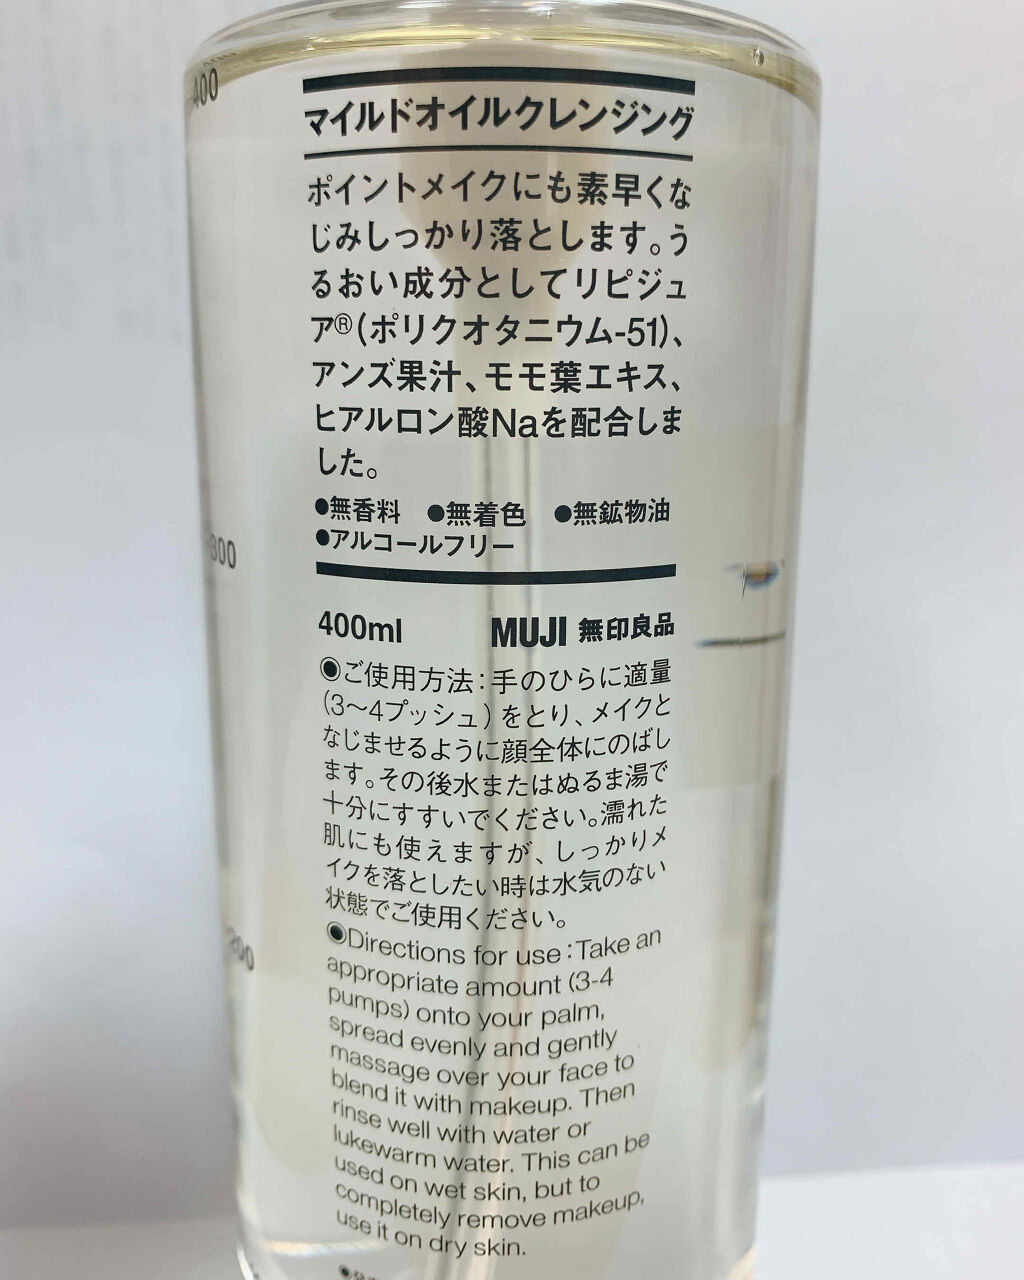 400
マイルドオイルクレンジング
ポイントメイクにも素早くな
じみしっかり落とします。う
るおい成分としてリピジュ
ア®(ポリクオタニウム-51)、
アンズ果汁、モモ葉エキス、
ヒアルロン酸Naを配合しま
した。
●無香料 ●無着色 ●無鉱物油
●アルコールフリー
300
400ml MUJI 無印良品
◉ご使用方法:手のひらに適量
(3〜4プッシュ)をとり、メイクと
なじませるように顔全体にのばし
ます。その後水またはぬるま湯で
十分にすすいでください。濡れた
肌にも使えますが、しっかりメ
イクを落としたい時は水気のない
状態でご使用ください。
200
◉Directions for use:Take an
appropriate amount (3-4
pumps) onto your palm,
spread evenly and gently
massage over your face to
blend it with makeup. Then
rinse well with water or
lukewarm water. This can be
used on wet skin, but to
completely remove makeup,
use it on dry skin.